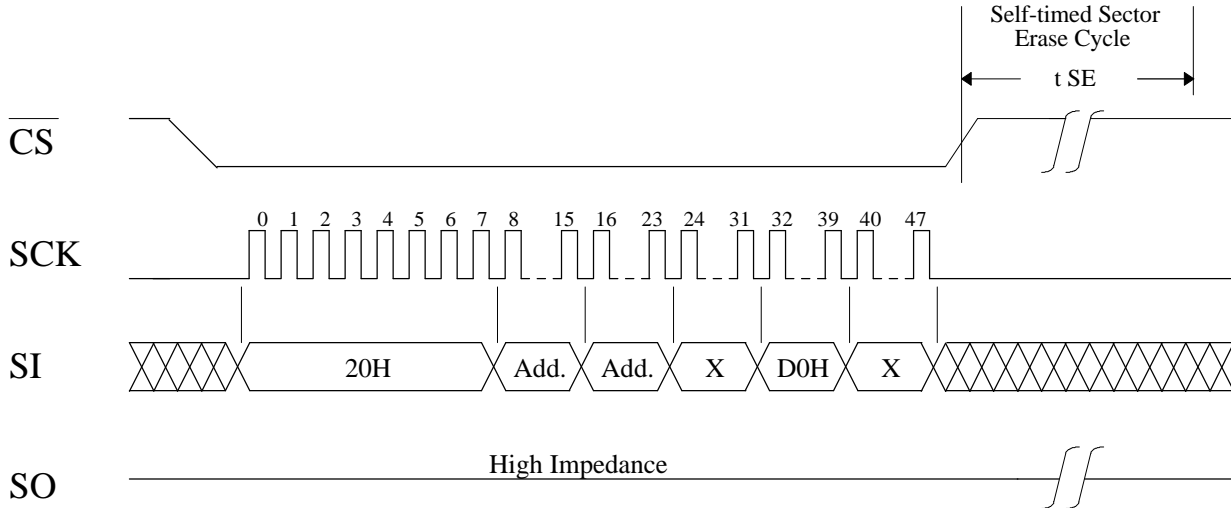 Self-timed Sector
Erase Cycle
t SE
CS
SCK
0 1 2 3 4 5 6 7 8 15 16 23 24 31 32 39 40 47
SI
20H Add. Add. X D0H X
SO
High Impedance